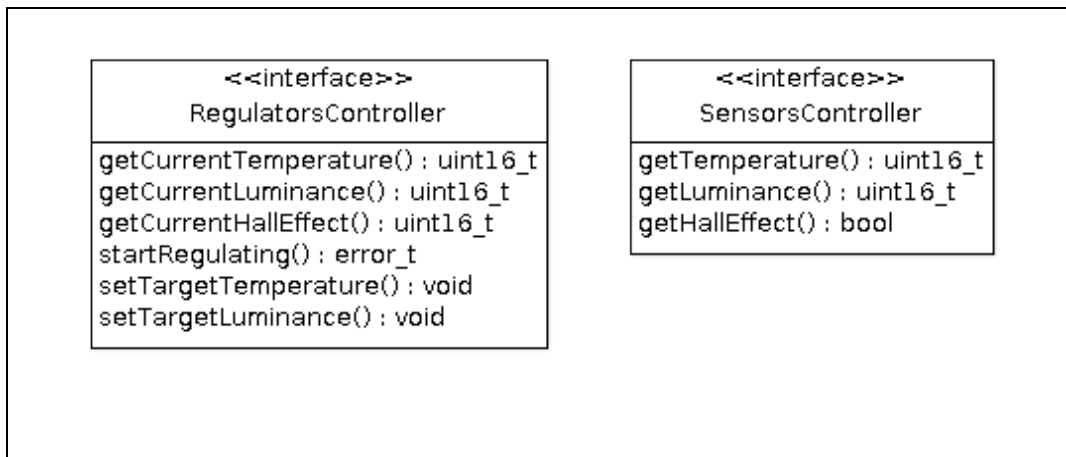 <<interface>>
RegulatorsController
getCurrentTemperature() : uint16_t
getCurrentLuminance() : uint16_t
getCurrentHallEffect() : uint16_t
startRegulating() : error_t
setTargetTemperature() : void
setTargetLuminance() : void
<<interface>>
SensorsController
getTemperature() : uint16_t
getLuminance() : uint16_t
getHallEffect() : bool